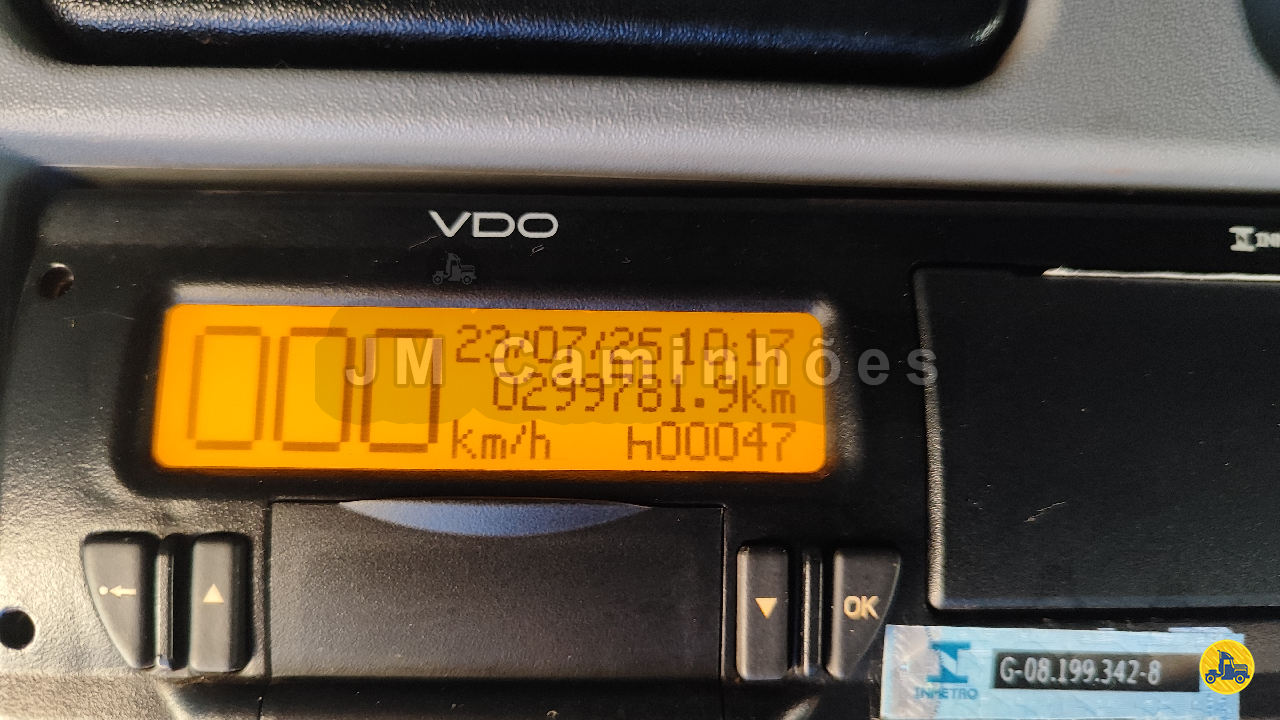 VDO
23/07/25 10:17
JM Caminhões
000
0299781.9Km
km/h h00047
OK
INMETRO
G-08.199.342-8